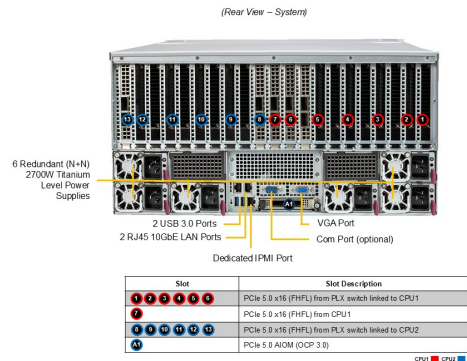 (Rear View – System)
13 12 11 10 9 8 7 6 5 4 3 2 1
6 Redundant (N+N)
2700W Titanium
Level Power
Supplies
A1
2 USB 3.0 Ports
VGA Port
2 RJ45 10GbE LAN Ports
Com Port (optional)
Dedicated IPMI Port
Slot Slot Description
1 2 3 4 5 6 PCIe 5.0 x16 (FHFL) from PLX switch linked to CPU1
7 PCIe 5.0 x16 (FHFL) from CPU1
8 9 10 11 12 13 PCIe 5.0 x16 (FHFL) from PLX switch linked to CPU2
A1 PCIe 5.0 AIOM (OCP 3.0)
CPU1 CPU2